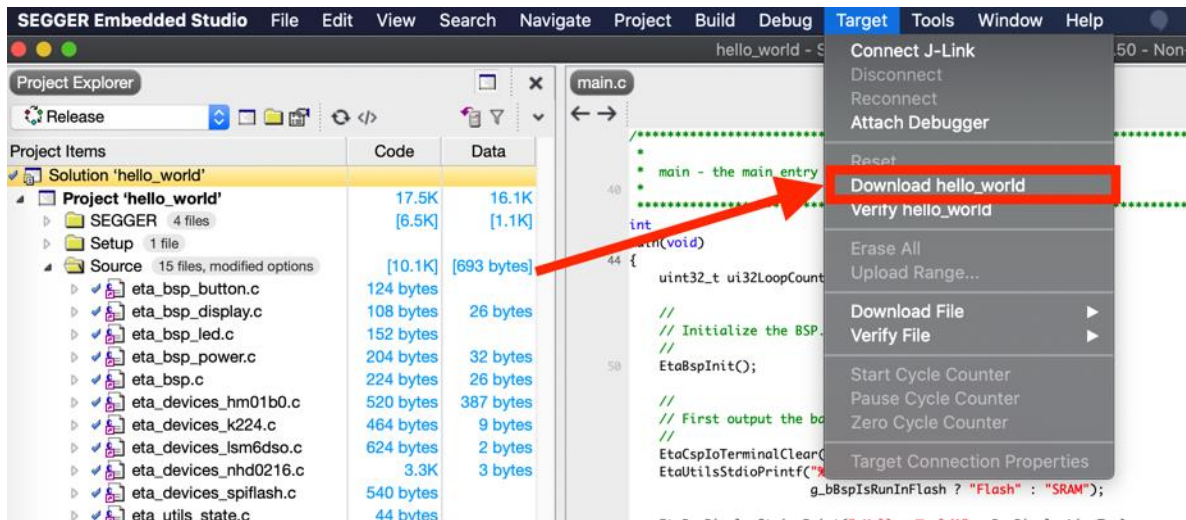 SEGGER Embedded Studio File Edit View Search Navigate Project Build Debug Target Tools Window Help
hello_world - S
.50 - Non-
Project Explorer
Release
Project Items Code Data
Solution 'hello_world'
Project 'hello_world' 17.5K 16.1K
SEGGER 4 files [6.5K] [1.1K]
Setup 1 file
Source 15 files, modified options [10.1K] [693 bytes]
eta_bsp_button.c 124 bytes
eta_bsp_display.c 108 bytes 26 bytes
eta_bsp_led.c 152 bytes
eta_bsp_power.c 204 bytes 32 bytes
eta_bsp.c 224 bytes 26 bytes
eta_devices_hm01b0.c 520 bytes 387 bytes
eta_devices_k224.c 464 bytes 9 bytes
eta_devices_lsm6dso.c 624 bytes 2 bytes
eta_devices_nhd0216.c 3.3K 3 bytes
eta_devices_spiflash.c 540 bytes
eta_utils_state.c 44 bytes
main.c
/*************************
*
* main - the main entry
40 *
*************************
int
(void)
44 {
uint32_t ui32LoopCount
//
// Initialize the BSP.
//
50 EtaBspInit();
//
// First output the ba
//
EtaCspIoTerminalClear(
EtaUtilsStdioPrintf("%
g_bBspIsRunInFlash ? "Flash" : "SRAM");
Connect J-Link
Disconnect
Reconnect
Attach Debugger
Reset
Download hello_world
Verify hello_world
Erase All
Upload Range...
Download File
Verify File
Start Cycle Counter
Pause Cycle Counter
Zero Cycle Counter
Target Connection Properties